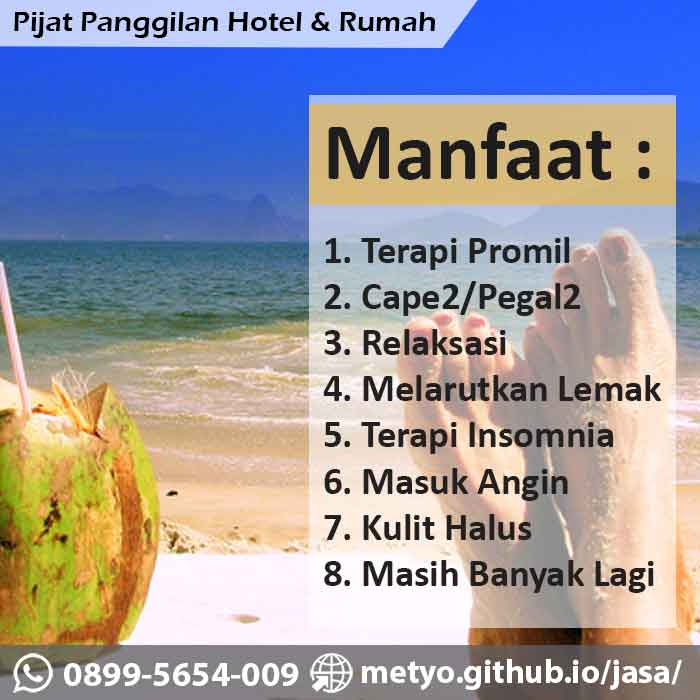 Pijat Panggilan Hotel & Rumah
Manfaat :
1. Terapi Promil
2. Cape2/Pegal2
3. Relaksasi
4. Melarutkan Lemak
5. Terapi Insomnia
6. Masuk Angin
7. Kulit Halus
8. Masih Banyak Lagi
0899-5654-009 metyo.github.io/jasa/